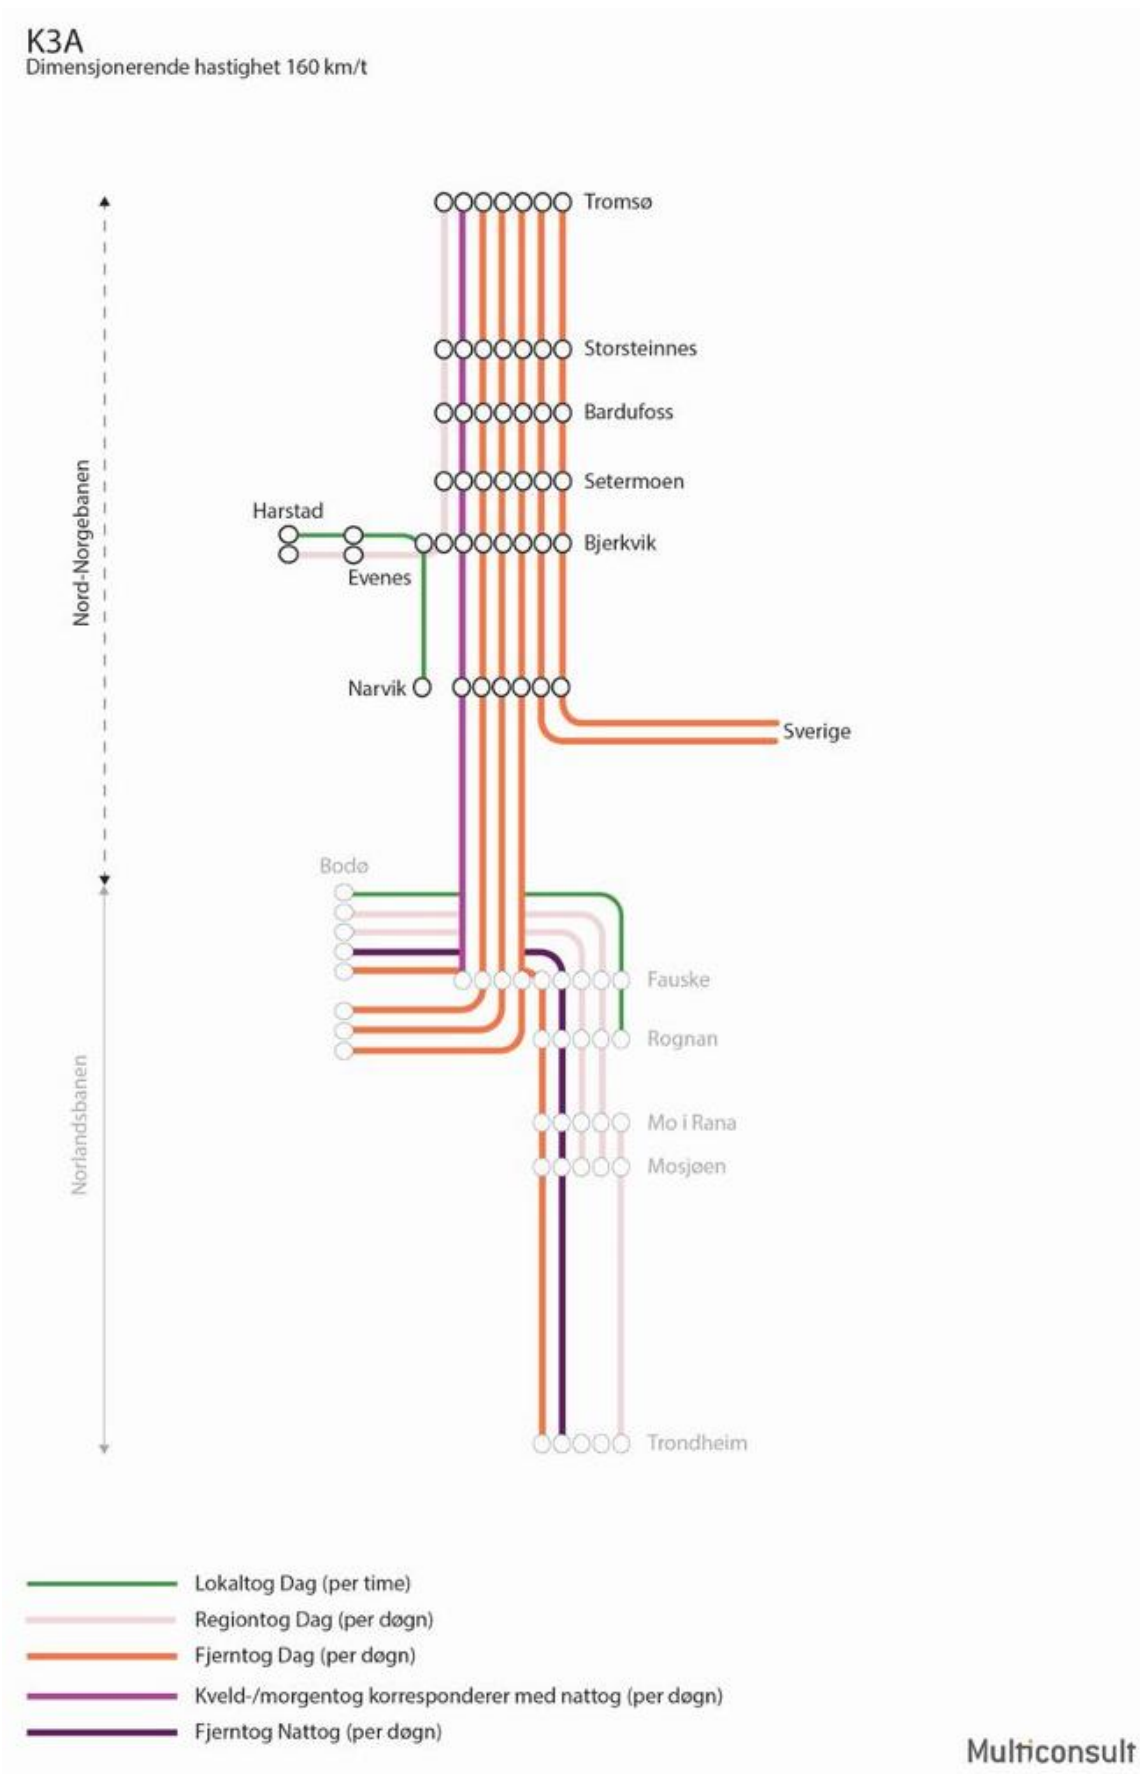 K3A
Dimensjonerende hastighet 160 km/t
Tromsø
Storsteinnes
Bardufoss
Setermoen
Harstad
Bjerkvik
Evenes
Nord-Norgebanen
Narvik
Sverige
Bodø
Fauske
Rognan
Norlandsbanen
Mo i Rana
Mosjøen
Trondheim
Lokaltog Dag (per time)
Regiontog Dag (per døgn)
Fjerntog Dag (per døgn)
Kveld-/morgentog korresponderer med nattog (per døgn)
Fjerntog Nattog (per døgn)
Multiconsult